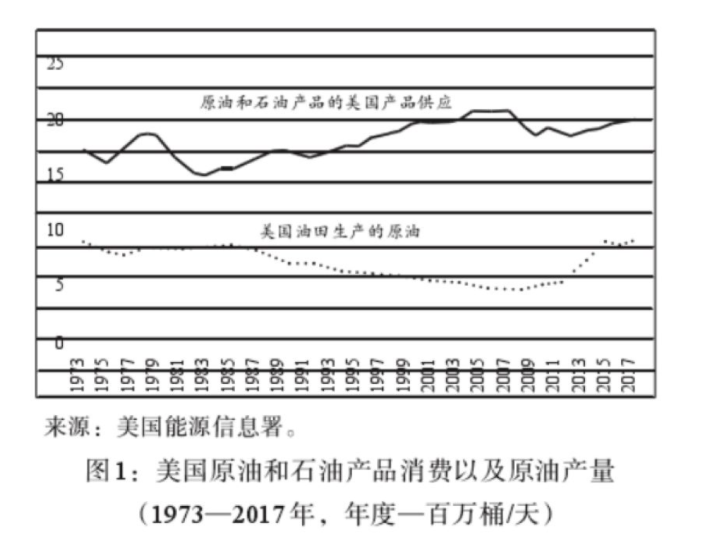 25
原油和石油产品的美国产品供应
20
15
10
美国油田生产的原油
5
0
1973 1975 1977 1979 1981 1983 1985 1987 1989 1991 1993 1995 1997 1999 2001 2003 2005 2007 2009 2011 2013 2015 2017
来源：美国能源信息署。
图1：美国原油和石油产品消费以及原油产量
（1973—2017年，年度—百万桶/天）